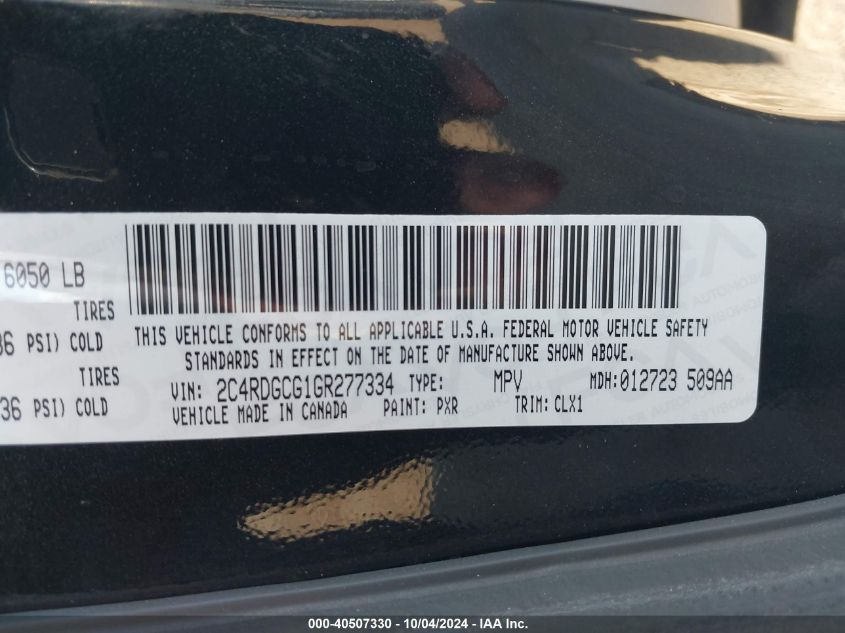 6050 LB
TIRES
36 PSI) COLD
TIRES
36 PSI) COLD
THIS VEHICLE CONFORMS TO ALL APPLICABLE U.S.A. FEDERAL MOTOR VEHICLE SAFETY
STANDARDS IN EFFECT ON THE DATE OF MANUFACTURE SHOWN ABOVE.
VIN: 2C4RDGCG1GR277334 TYPE: MPV MDH:012723 509AA
VEHICLE MADE IN CANADA PAINT: PXR TRIM: CLX1
000-40507330 - 10/04/2024 - IAA Inc.